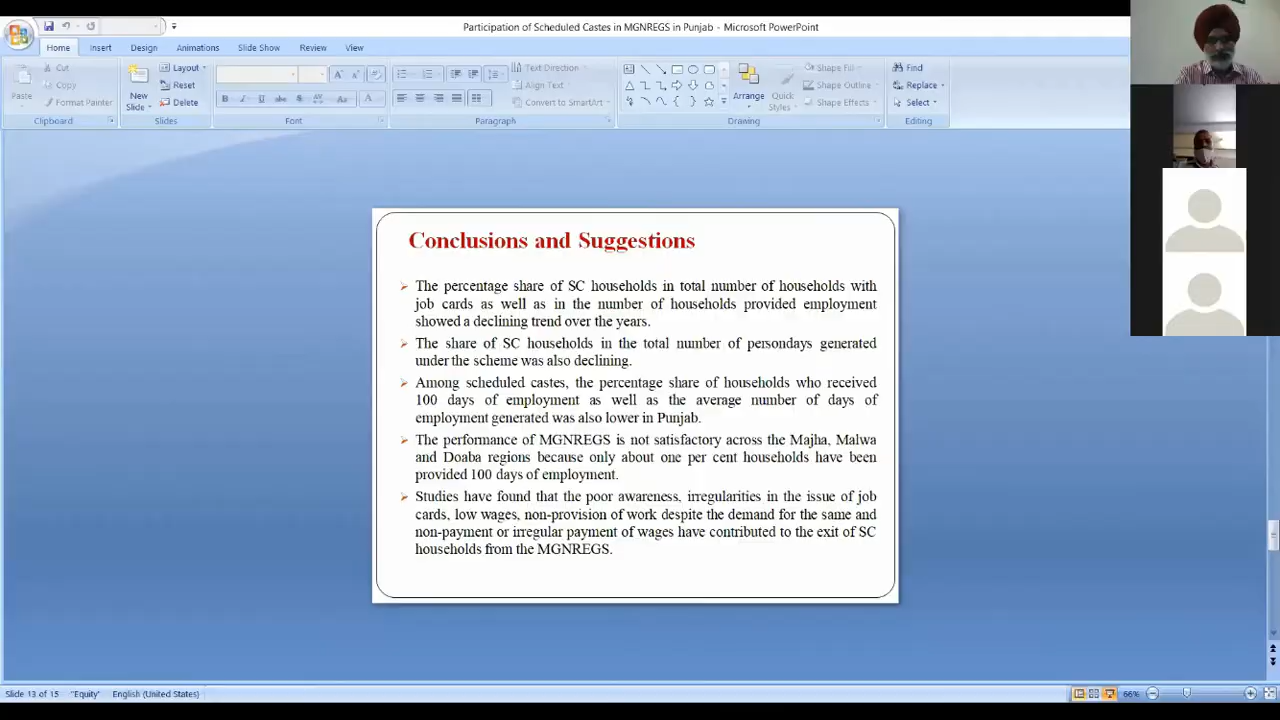 Participation of Scheduled Castes in MGNREGS in Punjab - Microsoft PowerPoint
Home Insert Design Animations Slide Show Review View
Paste
Cut
Copy
Format Painter
Clipboard
New Slide
Layout
Reset
Delete
Slides
Font
Text Direction
Align Text
Convert to SmartArt
Paragraph
Arrange
Quick Styles
Shape Fill
Shape Outline
Shape Effects
Drawing
Find
Replace
Select
Editing
Conclusions and Suggestions
The percentage share of SC households in total number of households with
job cards as well as in the number of households provided employment
showed a declining trend over the years.
The share of SC households in the total number of persondays generated
under the scheme was also declining.
Among scheduled castes, the percentage share of households who received
100 days of employment as well as the average number of days of
employment generated was also lower in Punjab.
The performance of MGNREGS is not satisfactory across the Majha, Malwa
and Doaba regions because only about one per cent households have been
provided 100 days of employment.
Studies have found that the poor awareness, irregularities in the issue of job
cards, low wages, non-provision of work despite the demand for the same and
non-payment or irregular payment of wages have contributed to the exit of SC
households from the MGNREGS.
Slide 13 of 15 "Equity" English (United States) 66%